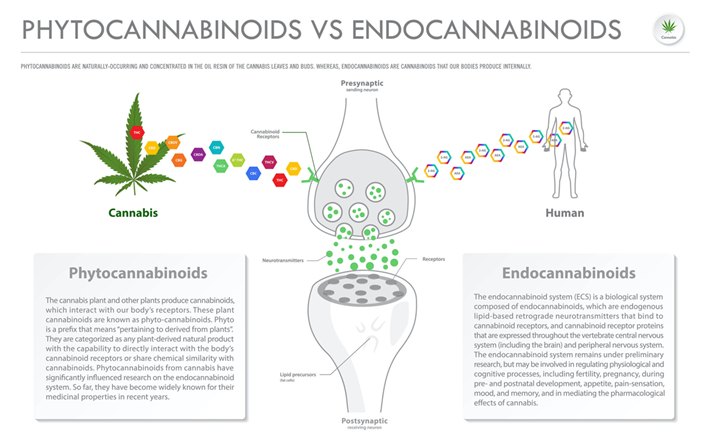 PHYTOCANNABINOIDS VS ENDOCANNABINOIDS
Cannabis
PHYTOCANNABINOIDS ARE NATURALLY-OCCURRING AND CONCENTRATED IN THE OIL RESIN OF THE CANNABIS LEAVES AND BUDS. WHEREAS, ENDOCANNABINOIDS ARE CANNABINOIDS THAT OUR BODIES PRODUCE INTERNALLY.
Presynaptic
sending neuron
Cannabinoid
Receptors
THC
CBDA
CBN
THCV
CBC
THC
Cannabis
Human
Neurotransmitters
Receptors
Lipid precursors
Postsynaptic
receiving neuron
Phytocannabinoids
The cannabis plant and other plants produce cannabinoids,
which interact with our body's receptors. These plant
cannabinoids are known as phyto-cannabinoids. Phyto
is a prefix that means "pertaining to derived from plants".
They are categorized as any plant-derived natural product
with the capability to directly interact with the body's
cannabinoid receptors or share chemical similarity with
cannabinoids. Phytocannabinoids from cannabis have
significantly influenced research on the endocannabinoid
system. So far, they have become widely known for their
medicinal properties in recent years.
Endocannabinoids
The endocannabinoid system (ECS) is a biological system
composed of endocannabinoids, which are endogenous
lipid-based retrograde neurotransmitters that bind to
cannabinoid receptors, and cannabinoid receptor proteins
that are expressed throughout the vertebrate central nervous
system (including the brain) and peripheral nervous system.
The endocannabinoid system remains under preliminary
research, but may be involved in regulating physiological and
cognitive processes, including fertility, pregnancy, during
pre- and postnatal development, appetite, pain-sensation,
mood, and memory, and in mediating the pharmacological
effects of cannabis.